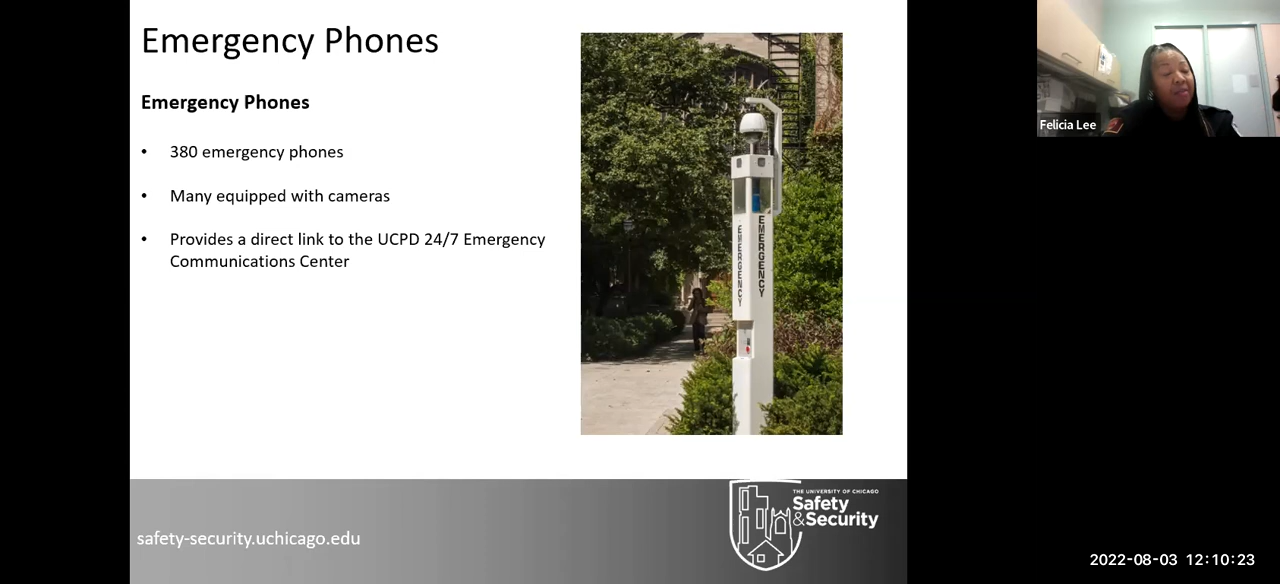 Emergency Phones
Emergency Phones
• 380 emergency phones
• Many equipped with cameras
• Provides a direct link to the UCPD 24/7 Emergency
Communications Center
EMERGENCY
EMERGENCY
safety-security.uchicago.edu
THE UNIVERSITY OF CHICAGO
Safety
&Security
Felicia Lee
2022-08-03 12:10:23